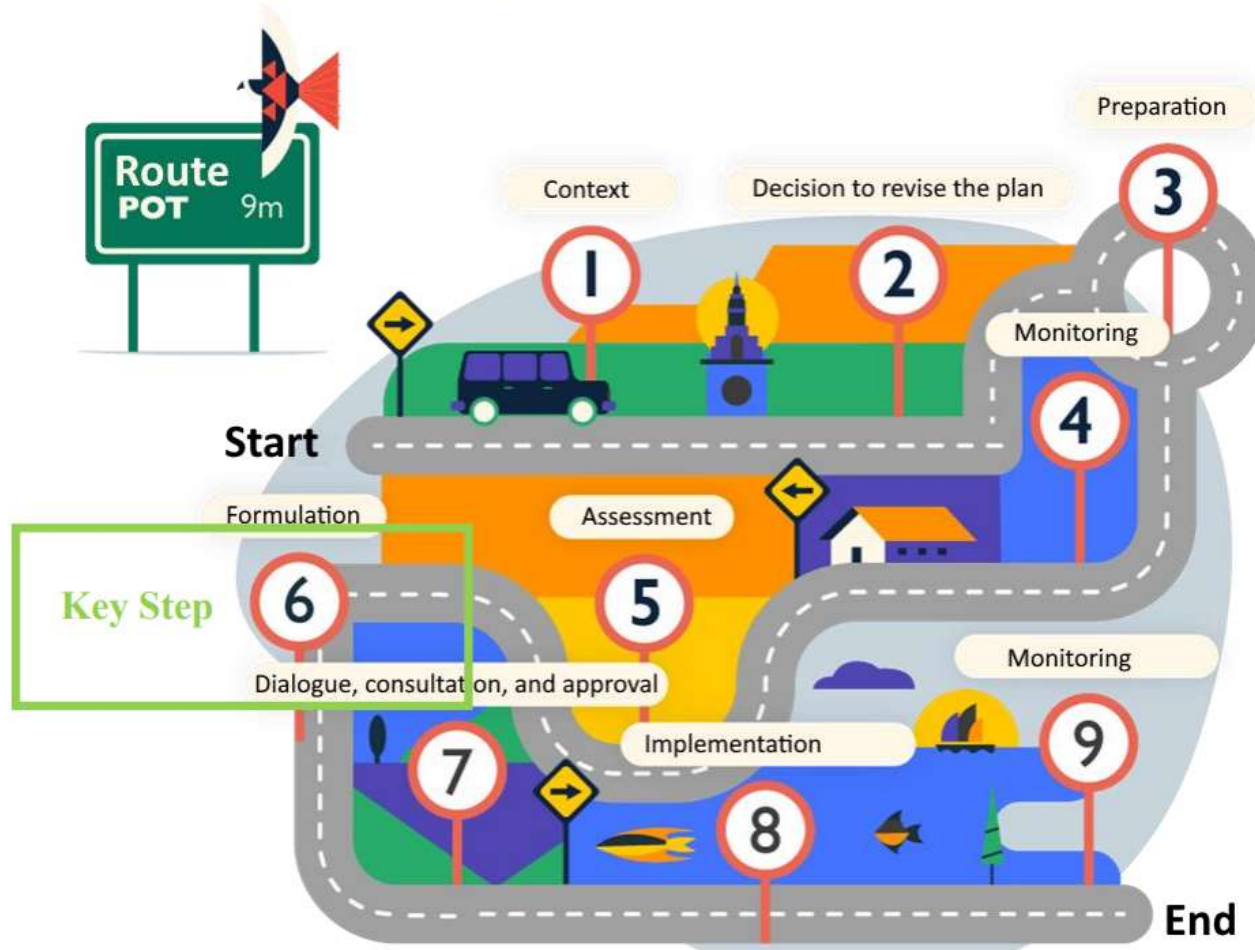 Route
POT 9m
Start
Context
1
Decision to revise the plan
2
Preparation
3
Monitoring
4
Assessment
5
Formulation
6
Key Step
Dialogue, consultation, and approval
7
Implementation
8
Monitoring
9
End